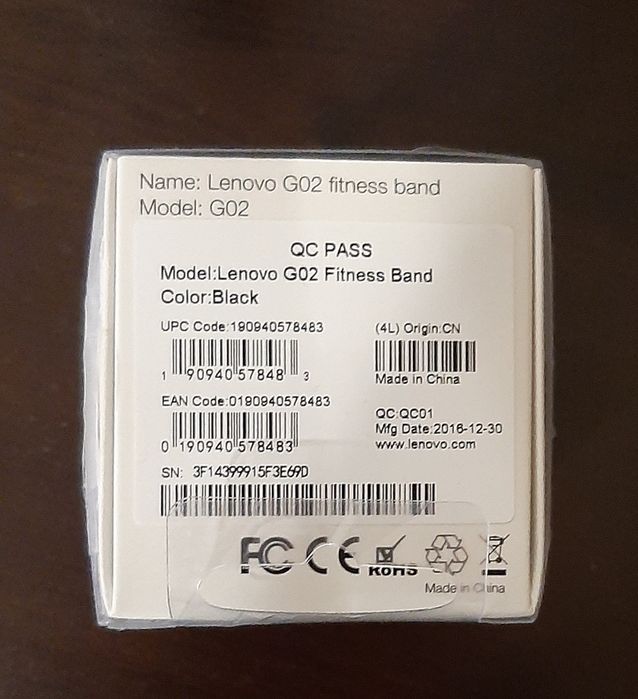 Name: Lenovo G02 fitness band
Model: G02
QC PASS
Model:Lenovo G02 Fitness Band
Color:Black
UPC Code:190940578483
1 90940 57848 3
(4L) Origin:CN
Made in China
EAN Code:0190940578483
0 190940 578483
QC:QC01
Mfg Date:2016-12-30
www.lenovo.com
SN: 3F14399915F3E69D
FC CE RoHS
Made in China